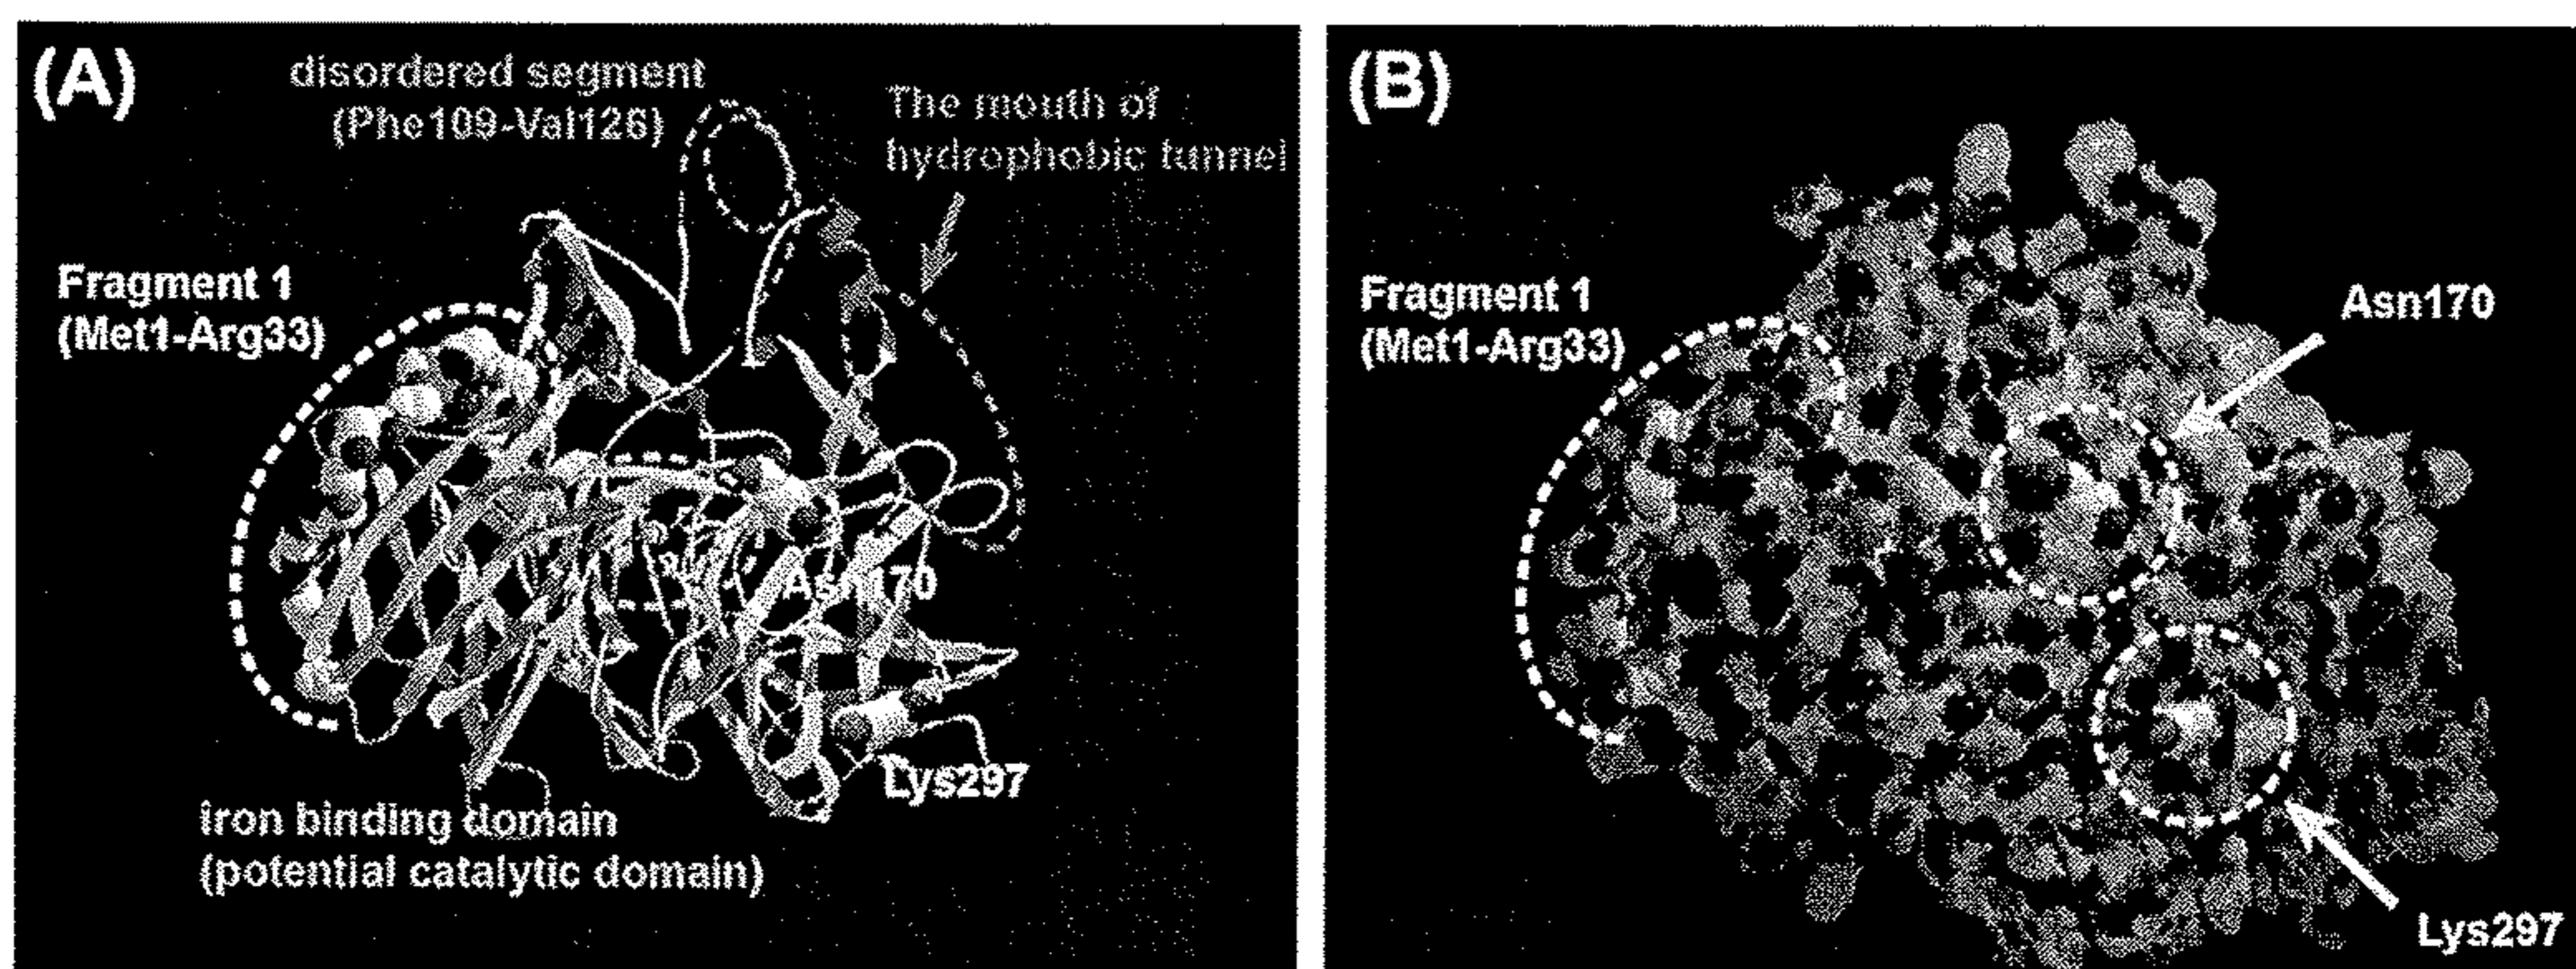 (A)
disordered segment
(Phe109-Val126)
The mouth of
hydrophobic tunnel
Fragment 1
(Met1-Arg33)
Asn170
Lys297
iron binding domain
(potential catalytic domain)
(B)
Fragment 1
(Met1-Arg33)
Asn170
Lys297